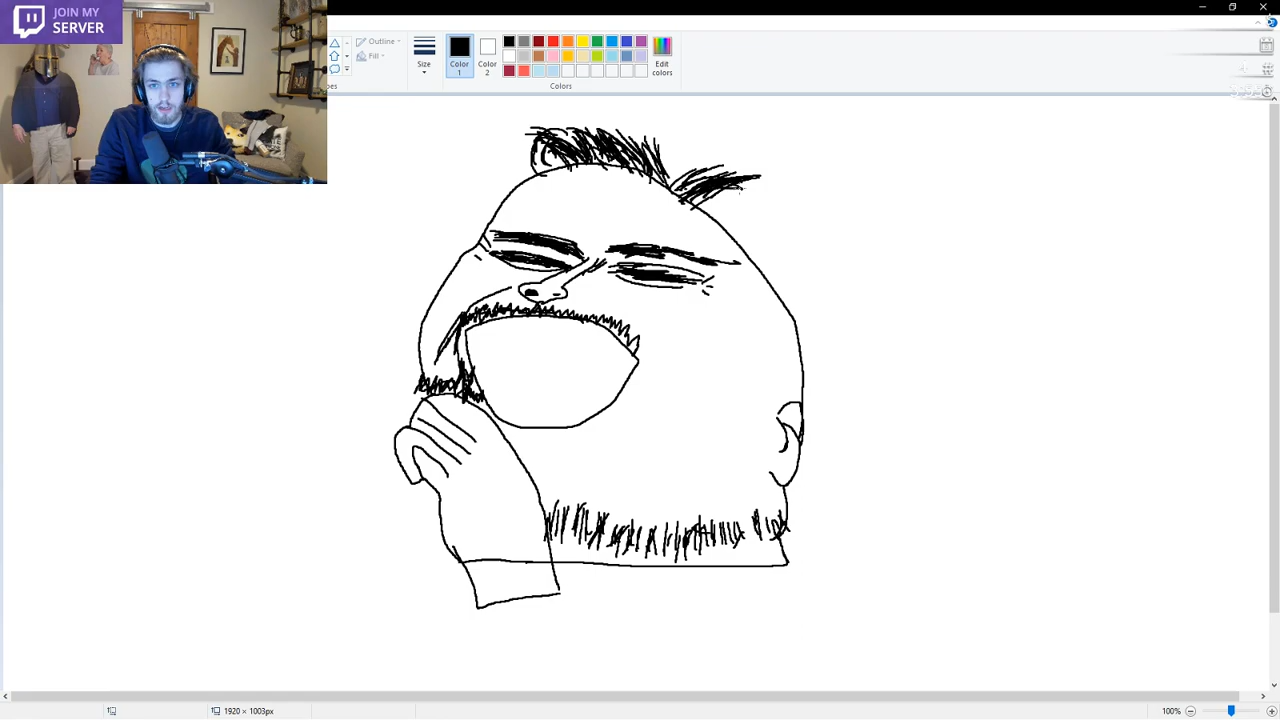 JOIN MY
SERVER
Outline
Fill
Size
Color
1
Color
2
Edit
colors
Colors
1920 × 1003px
100%